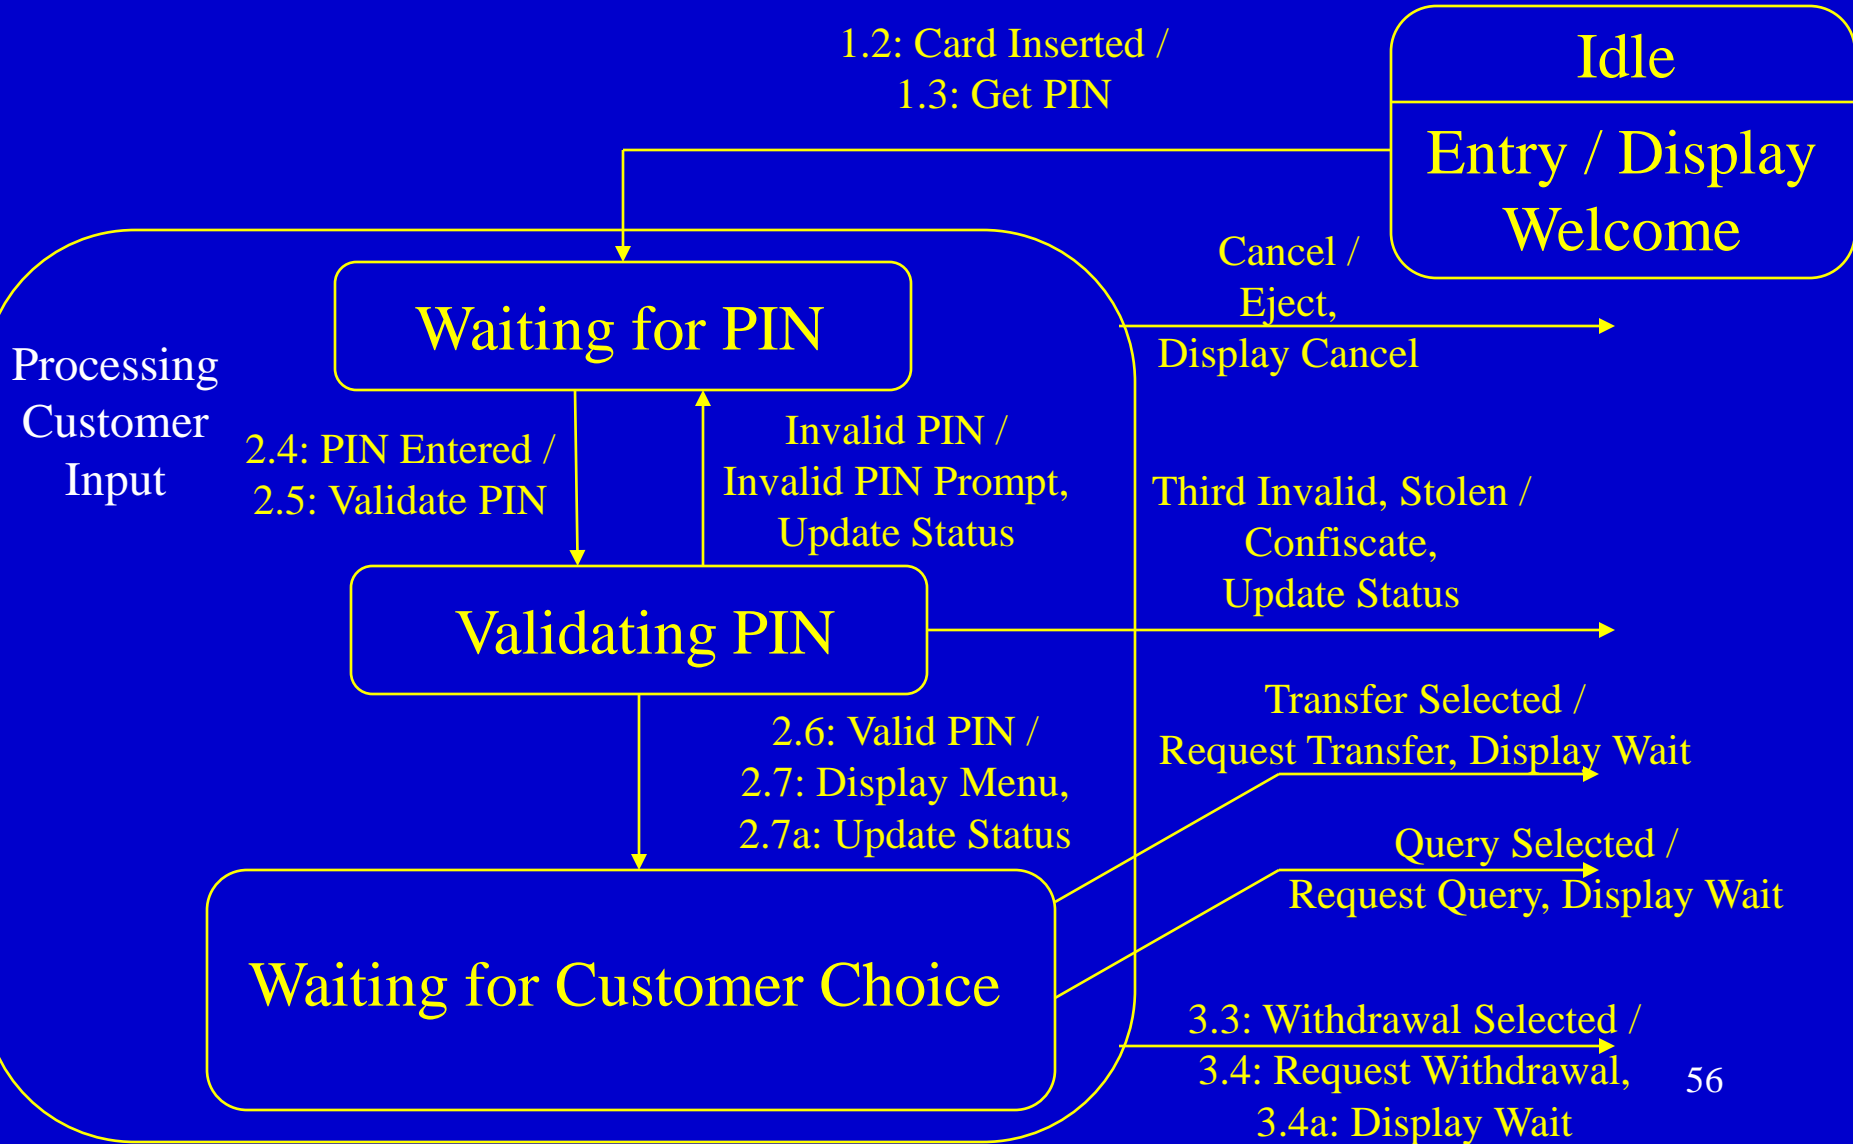 1.2: Card Inserted /
1.3: Get PIN
Idle
Entry / Display
Welcome
Processing
Customer
Input
Waiting for PIN
Cancel /
Eject,
Display Cancel
2.4: PIN Entered /
2.5: Validate PIN
Invalid PIN /
Invalid PIN Prompt,
Update Status
Third Invalid, Stolen /
Confiscate,
Update Status
Validating PIN
2.6: Valid PIN /
2.7: Display Menu,
2.7a: Update Status
Transfer Selected /
Request Transfer, Display Wait
Query Selected /
Request Query, Display Wait
Waiting for Customer Choice
3.3: Withdrawal Selected /
3.4: Request Withdrawal,
3.4a: Display Wait
56